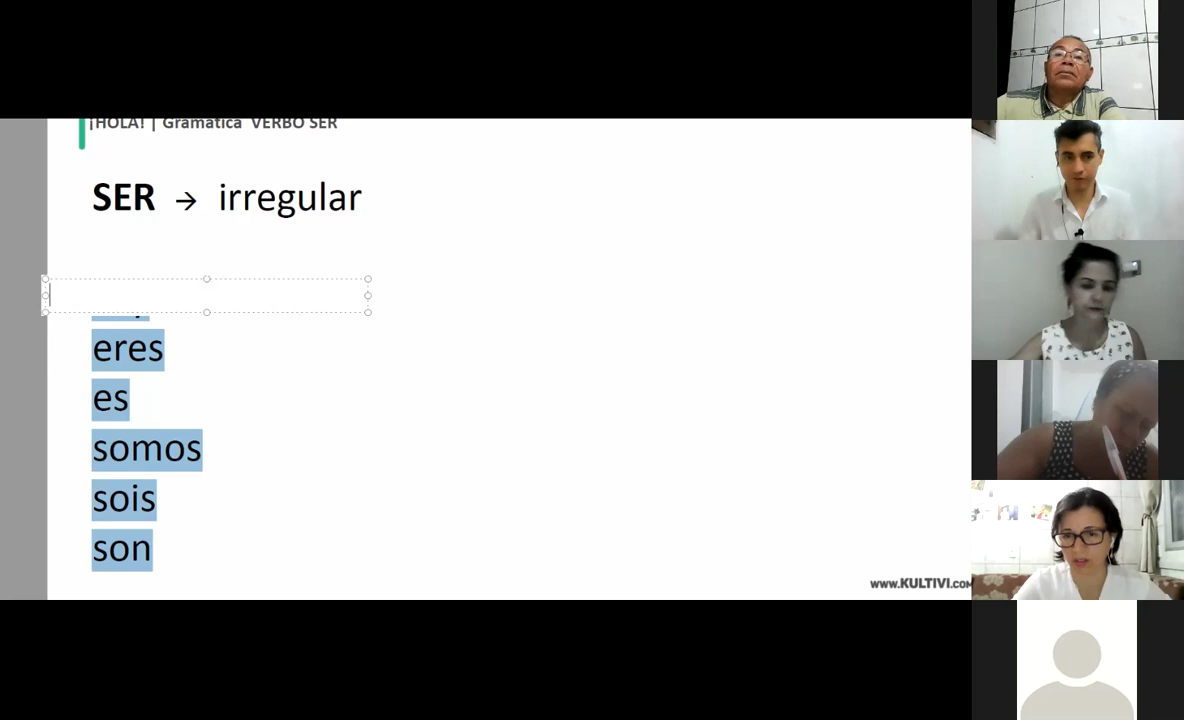 ¡HOLA! | Gramática VERBO SER
SER → irregular
eres
es
somos
sois
son
www.KULTIVI.COM